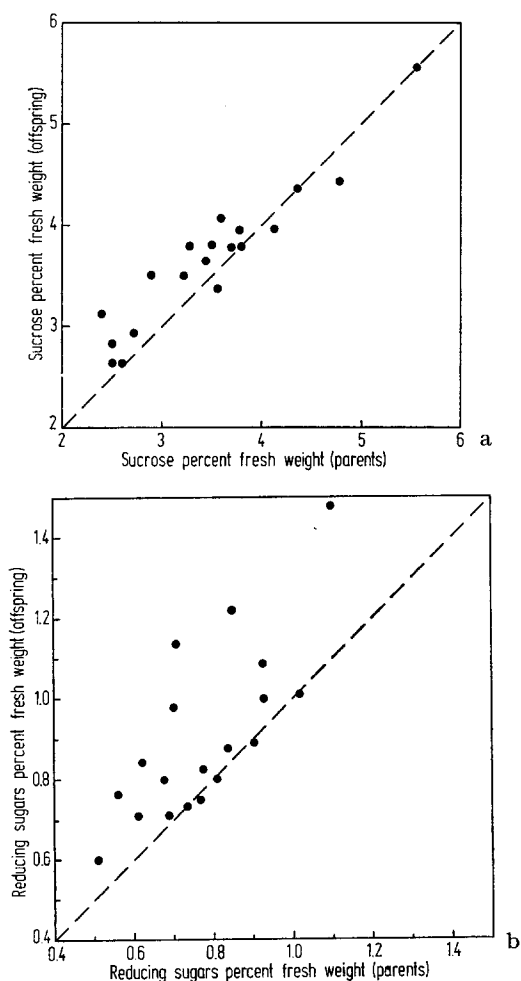 6
5
4
3
2
Sucrose percent fresh weight (offspring)
2 3 4 5 6
Sucrose percent fresh weight (parents)
a
1.4
1.2
1.0
0.8
0.6
0.4
Reducing sugars percent fresh weight (offspring)
0.4 0.6 0.8 1.0 1.2 1.4
Reducing sugars percent fresh weight (parents)
b